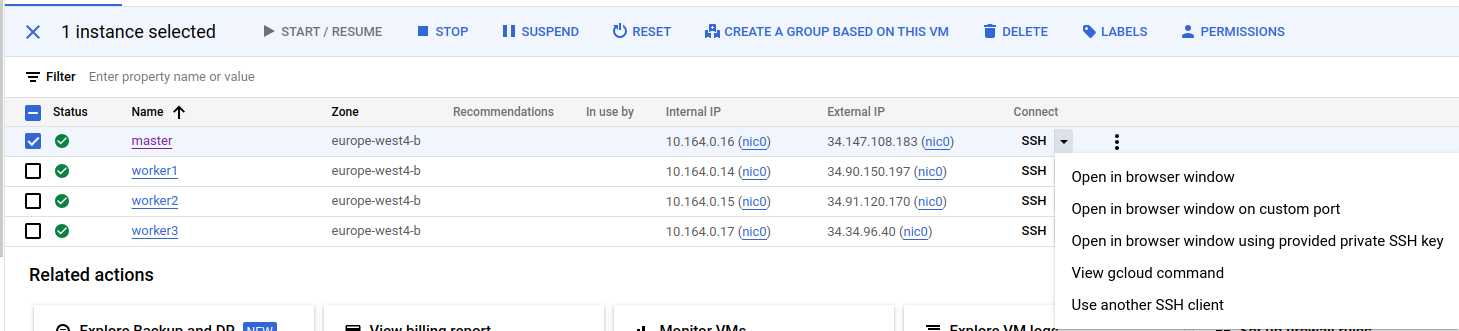 1 instance selected START / RESUME STOP SUSPEND RESET CREATE A GROUP BASED ON THIS VM DELETE LABELS PERMISSIONS
Filter Enter property name or value
Status Name Zone Recommendations In use by Internal IP External IP Connect
master europe-west4-b 10.164.0.16 (nic0) 34.147.108.183 (nic0) SSH
worker1 europe-west4-b 10.164.0.14 (nic0) 34.90.150.197 (nic0) SSH
worker2 europe-west4-b 10.164.0.15 (nic0) 34.91.120.170 (nic0) SSH
worker3 europe-west4-b 10.164.0.17 (nic0) 34.34.96.40 (nic0) SSH
Open in browser window
Open in browser window on custom port
Open in browser window using provided private SSH key
View gcloud command
Use another SSH client
Related actions
Explore Backup and DR NEW View billing report Monitor VMs Explore VM logs